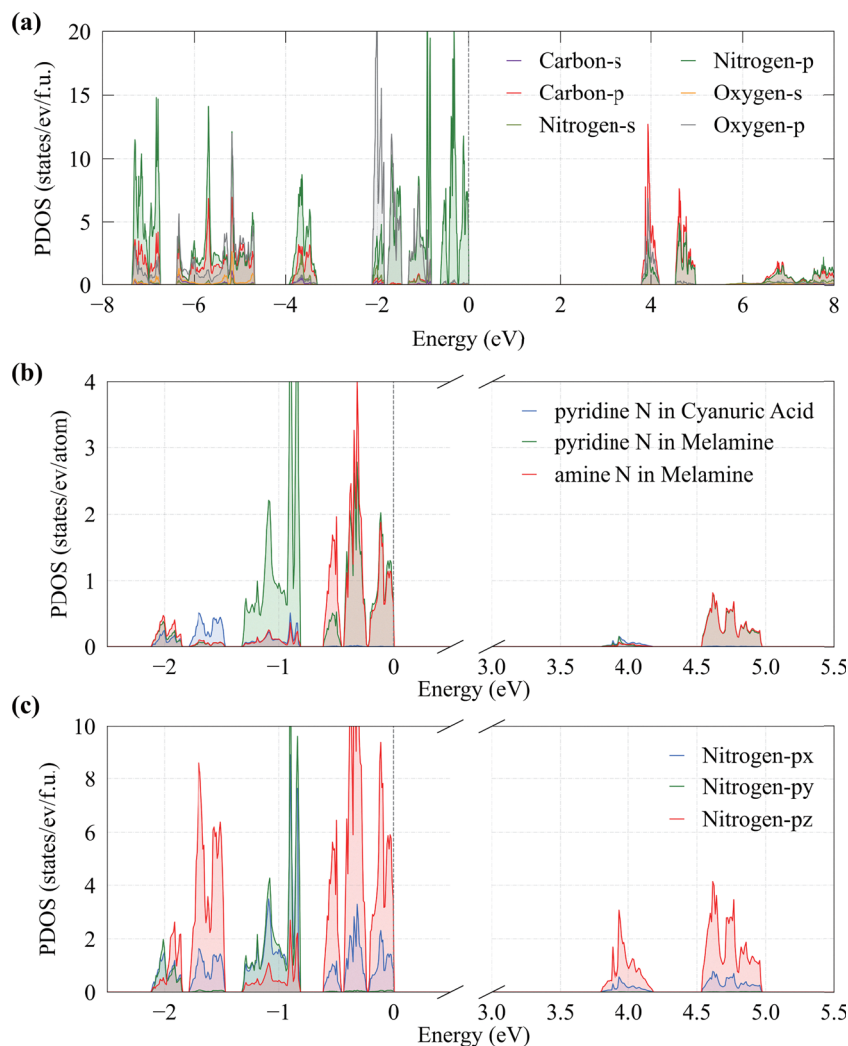 (a)
20
15
10
5
0
PDOS (states/ev/f.u.)
Carbon-s
Carbon-p
Nitrogen-s
Nitrogen-p
Oxygen-s
Oxygen-p
−8 −6 −4 −2 0 2 4 6 8
Energy (eV)
(b)
4
3
2
1
0
PDOS (states/ev/atom)
pyridine N in Cyanuric Acid
pyridine N in Melamine
amine N in Melamine
−2 −1 0 3.0 3.5 4.0 4.5 5.0 5.5
Energy (eV)
(c)
10
8
6
4
2
0
PDOS (states/ev/f.u.)
Nitrogen-px
Nitrogen-py
Nitrogen-pz
−2 −1 0 3.0 3.5 4.0 4.5 5.0 5.5
Energy (eV)